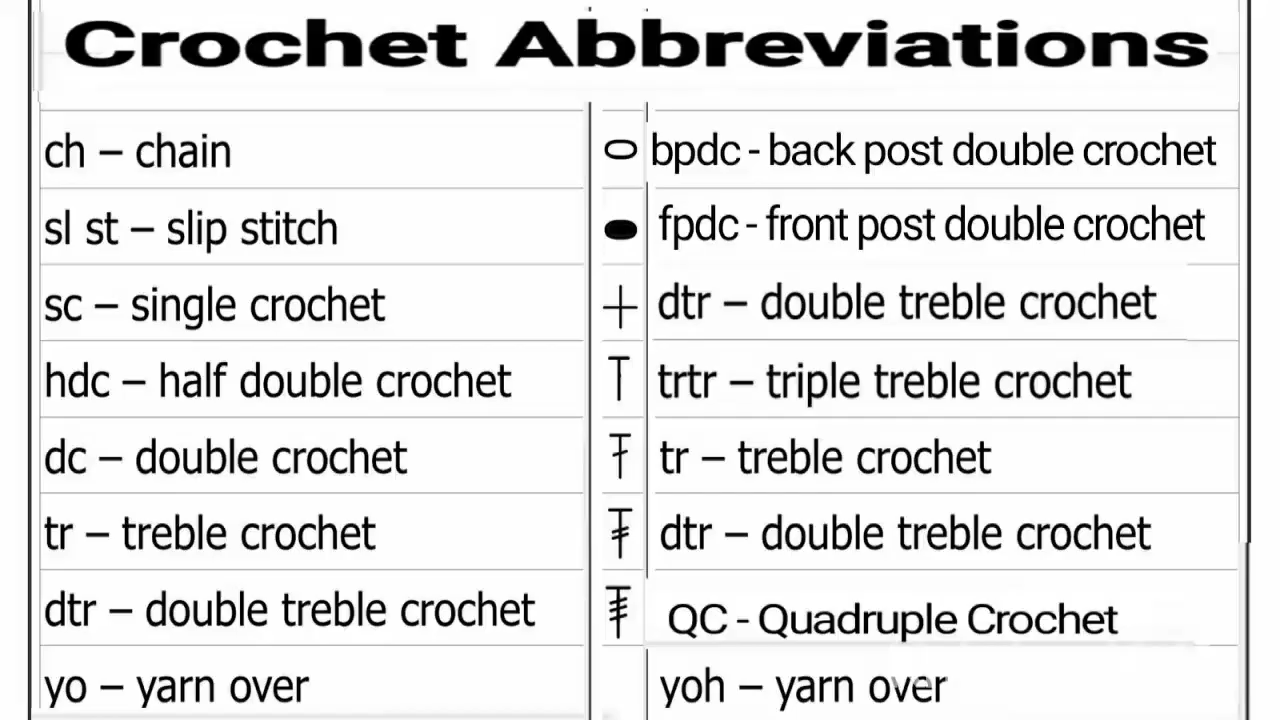 Crochet Abbreviations
ch – chain
bpdc - back post double crochet
sl st – slip stitch
fpdc - front post double crochet
sc – single crochet
dtr – double treble crochet
hdc – half double crochet
trtr – triple treble crochet
dc – double crochet
tr – treble crochet
tr – treble crochet
dtr – double treble crochet
dtr – double treble crochet
QC - Quadruple Crochet
yo – yarn over
yoh – yarn over